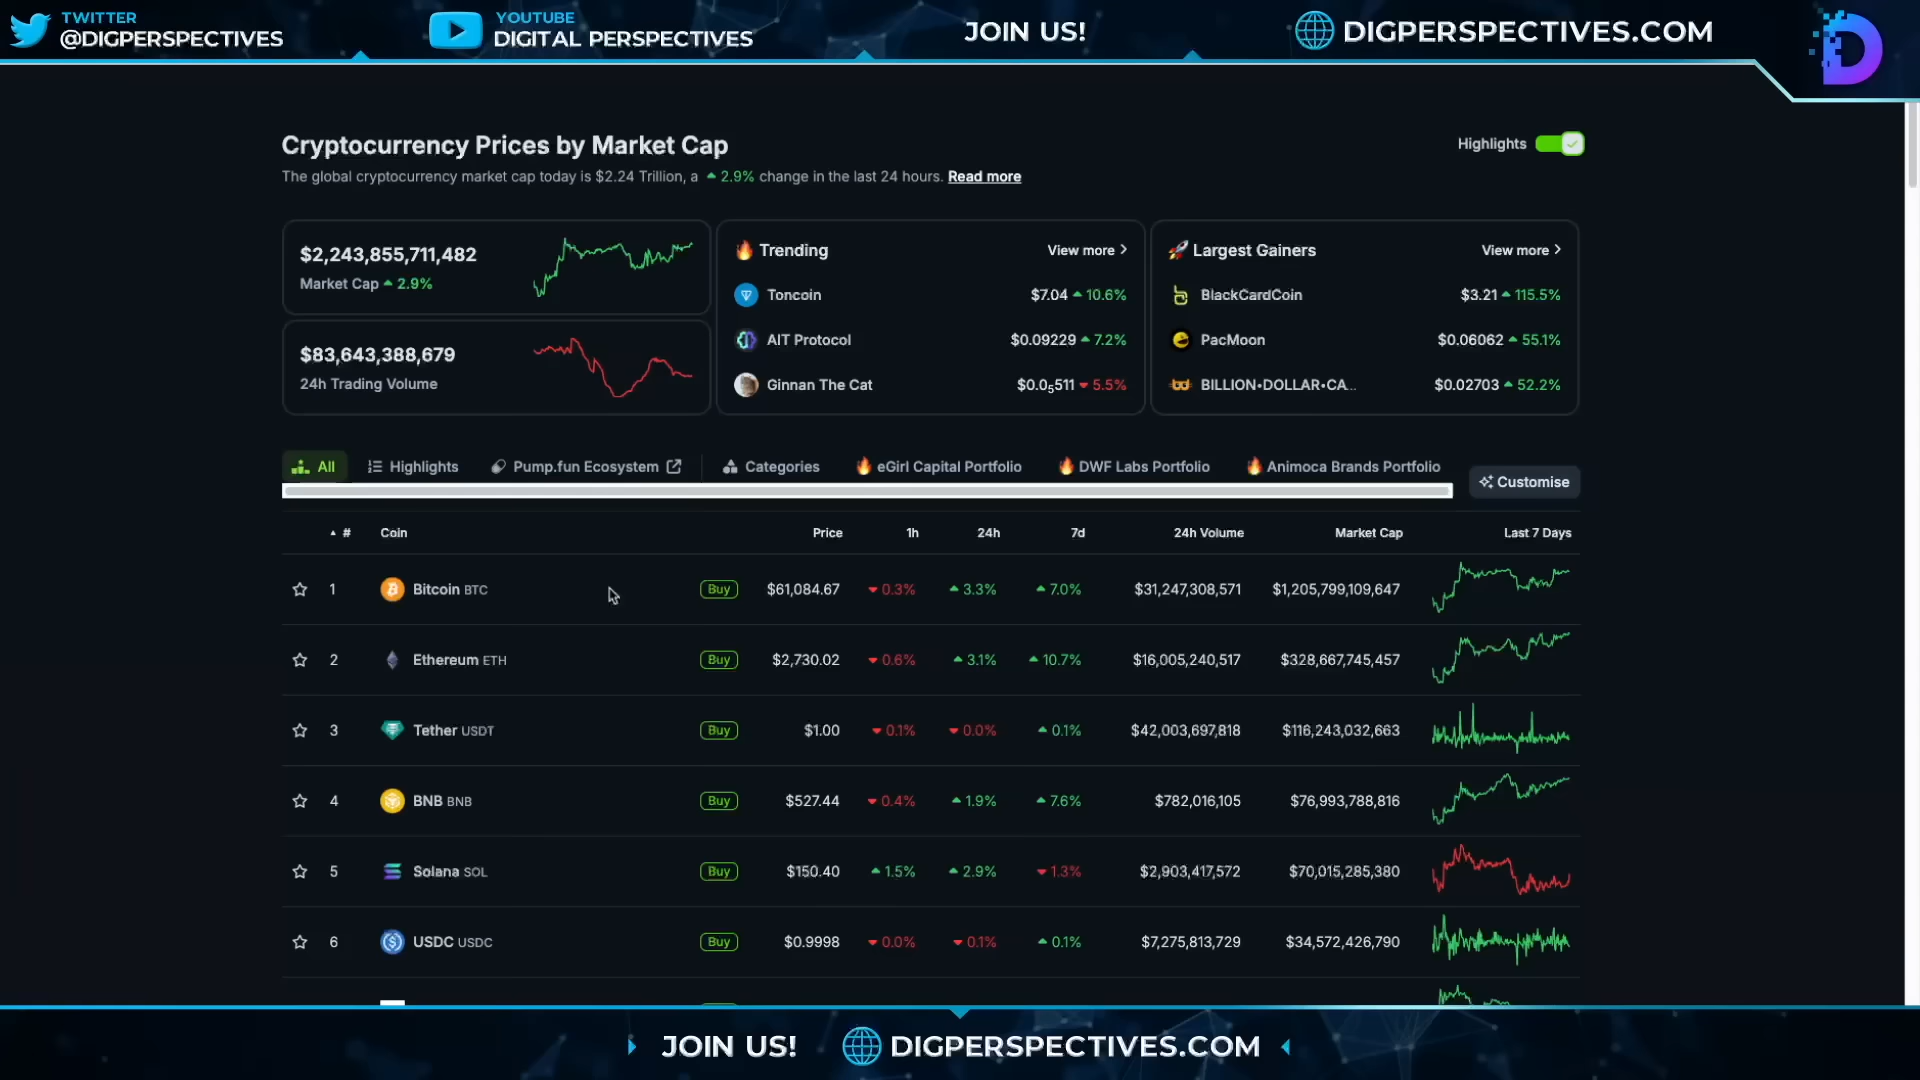 TWITTER
@DIGPERSPECTIVES
YOUTUBE
DIGITAL PERSPECTIVES
JOIN US!
DIGPERSPECTIVES.COM
Cryptocurrency Prices by Market Cap
Highlights
The global cryptocurrency market cap today is $2.24 Trillion, a ▲ 2.9% change in the last 24 hours. Read more
$2,243,855,711,482
Market Cap ▲ 2.9%
$83,643,388,679
24h Trading Volume
🔥 Trending View more >
Toncoin $7.04 ▲ 10.6%
AIT Protocol $0.09229 ▲ 7.2%
Ginnan The Cat $0.0₅511 ▼ 5.5%
🚀 Largest Gainers View more >
BlackCardCoin $3.21 ▲ 115.5%
PacMoon $0.06062 ▲ 55.1%
BILLION•DOLLAR•CA... $0.02703 ▲ 52.2%
All Highlights Pump.fun Ecosystem Categories 🔥 eGirl Capital Portfolio 🔥 DWF Labs Portfolio 🔥 Animoca Brands Portfolio
Customise
▲ # Coin Price 1h 24h 7d 24h Volume Market Cap Last 7 Days
1 Bitcoin BTC Buy $61,084.67 ▼ 0.3% ▲ 3.3% ▲ 7.0% $31,247,308,571 $1,205,799,109,647
2 Ethereum ETH Buy $2,730.02 ▼ 0.6% ▲ 3.1% ▲ 10.7% $16,005,240,517 $328,667,745,457
3 Tether USDT Buy $1.00 ▼ 0.1% ▼ 0.0% ▲ 0.1% $42,003,697,818 $116,243,032,663
4 BNB BNB Buy $527.44 ▼ 0.4% ▲ 1.9% ▲ 7.6% $782,016,105 $76,993,788,816
5 Solana SOL Buy $150.40 ▲ 1.5% ▲ 2.9% ▼ 1.3% $2,903,417,572 $70,015,285,380
6 USDC USDC Buy $0.9998 ▼ 0.0% ▼ 0.1% ▲ 0.1% $7,275,813,729 $34,572,426,790
JOIN US! DIGPERSPECTIVES.COM